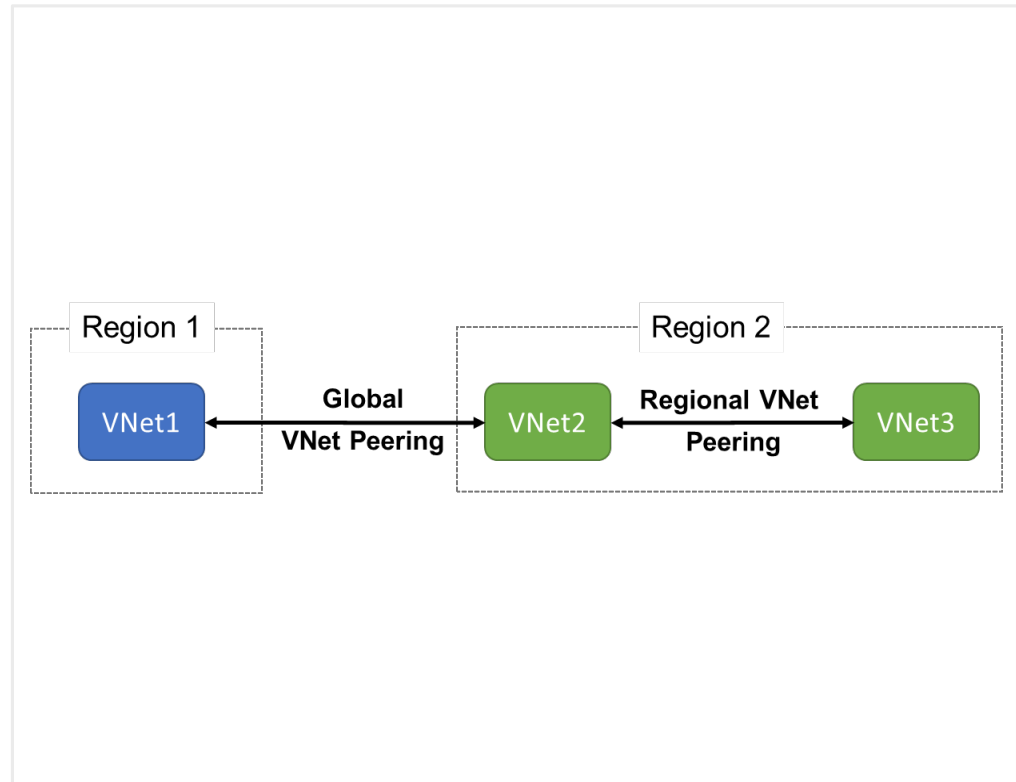 Region 1
Region 2
VNet1
Global
VNet Peering
VNet2
Regional VNet
Peering
VNet3